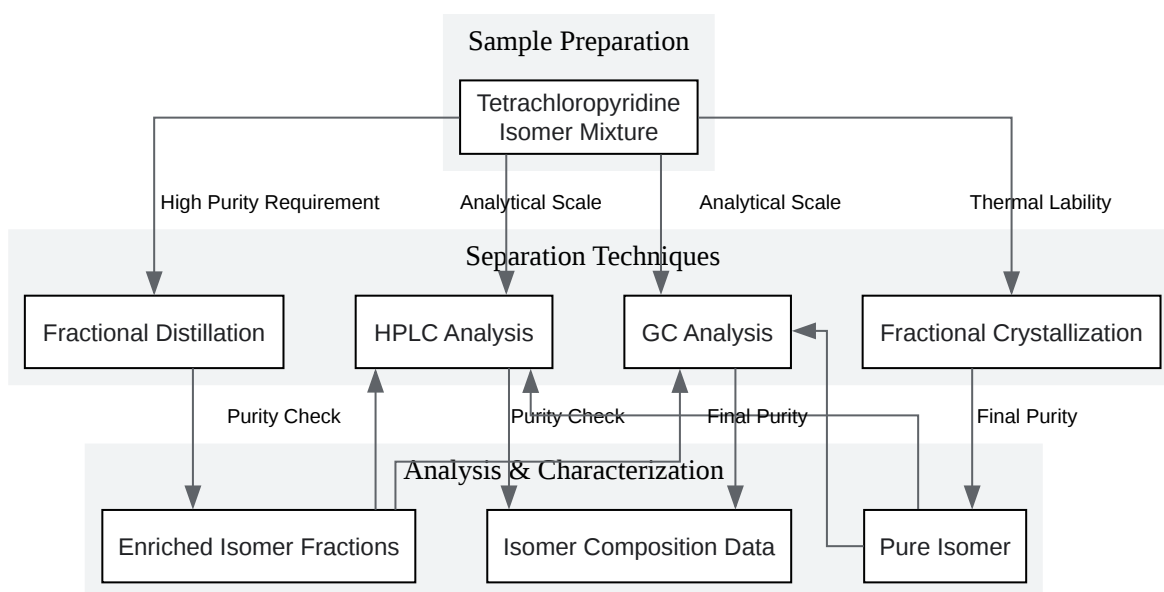 Sample Preparation
Tetrachloropyridine
Isomer Mixture
High Purity Requirement
Analytical Scale
Analytical Scale
Thermal Lability
Separation Techniques
Fractional Distillation
HPLC Analysis
GC Analysis
Fractional Crystallization
Purity Check
Purity Check
Final Purity
Final Purity
Analysis & Characterization
Enriched Isomer Fractions
Isomer Composition Data
Pure Isomer